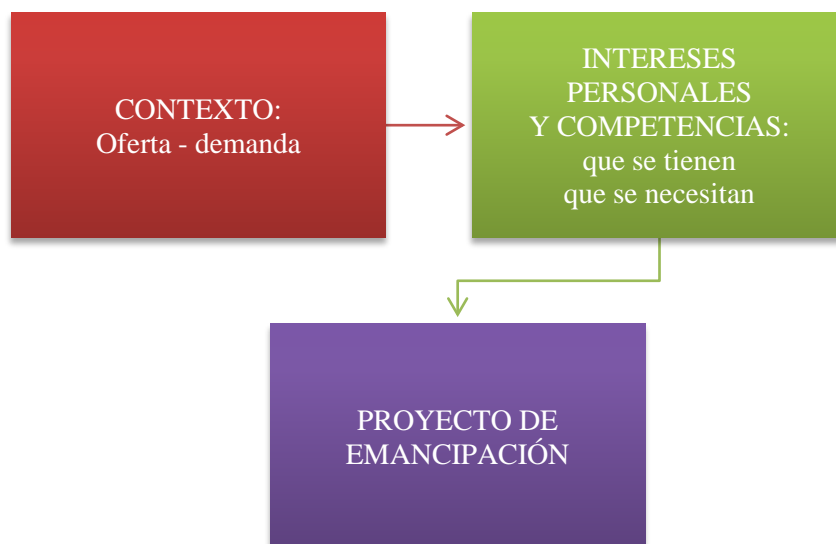 CONTEXTO:
Oferta - demanda
INTERESES
PERSONALES
Y COMPETENCIAS:
que se tienen
que se necesitan
PROYECTO DE
EMANCIPACIÓN